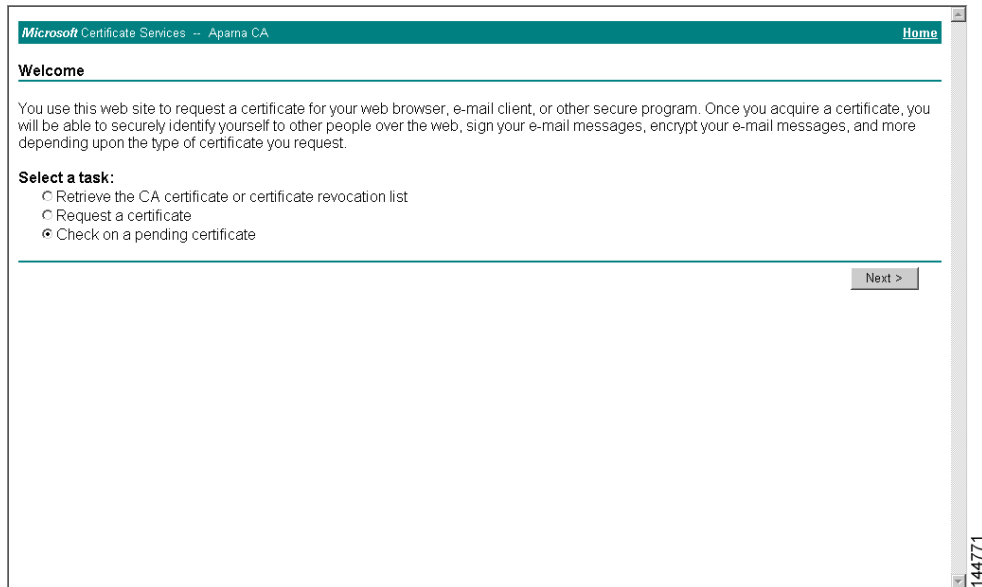 Microsoft Certificate Services -- Aparna CA Home
Welcome
You use this web site to request a certificate for your web browser, e-mail client, or other secure program. Once you acquire a certificate, you
will be able to securely identify yourself to other people over the web, sign your e-mail messages, encrypt your e-mail messages, and more
depending upon the type of certificate you request.
Select a task:
Retrieve the CA certificate or certificate revocation list
Request a certificate
Check on a pending certificate
Next >
144771